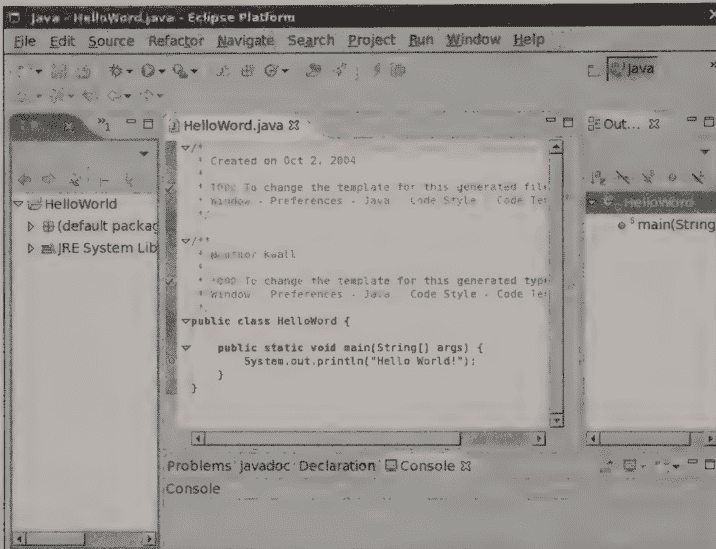 Java - HelloWord.java - Eclipse Platform
File Edit Source Refactor Navigate Search Project Run Window Help
Java
HelloWord.java
Out...
/*
* Created on Oct 2, 2004
*
* TODO To change the template for this generated file
* Window - Preferences - Java Code Style Code Tem
*/
/**
* @author kwall
*
* TODO To change the template for this generated type
* Window Preferences - Java Code Style - Code Tem
*/
public class HelloWord {
public static void main(String[] args) {
System.out.println("Hello World!");
}
}
HelloWorld
(default packag
JRE System Lib
HelloWord
main(String
Problems Javadoc Declaration Console
Console